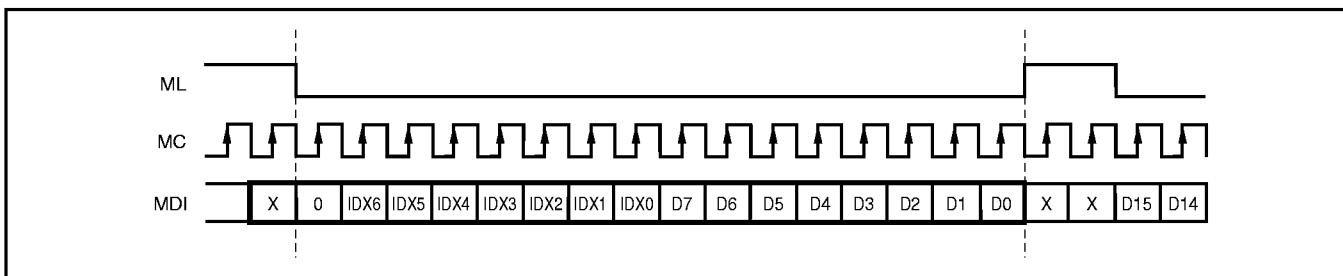 ML
MC
MDI X 0 IDX6 IDX5 IDX4 IDX3 IDX2 IDX1 IDX0 D7 D6 D5 D4 D3 D2 D1 D0 X X D15 D14